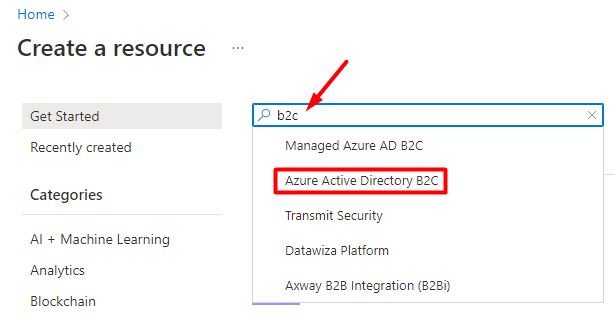 Home >
Create a resource ...
Get Started
Recently created
Categories
AI + Machine Learning
Analytics
Blockchain
b2c
Managed Azure AD B2C
Azure Active Directory B2C
Transmit Security
Datawiza Platform
Axway B2B Integration (B2Bi)